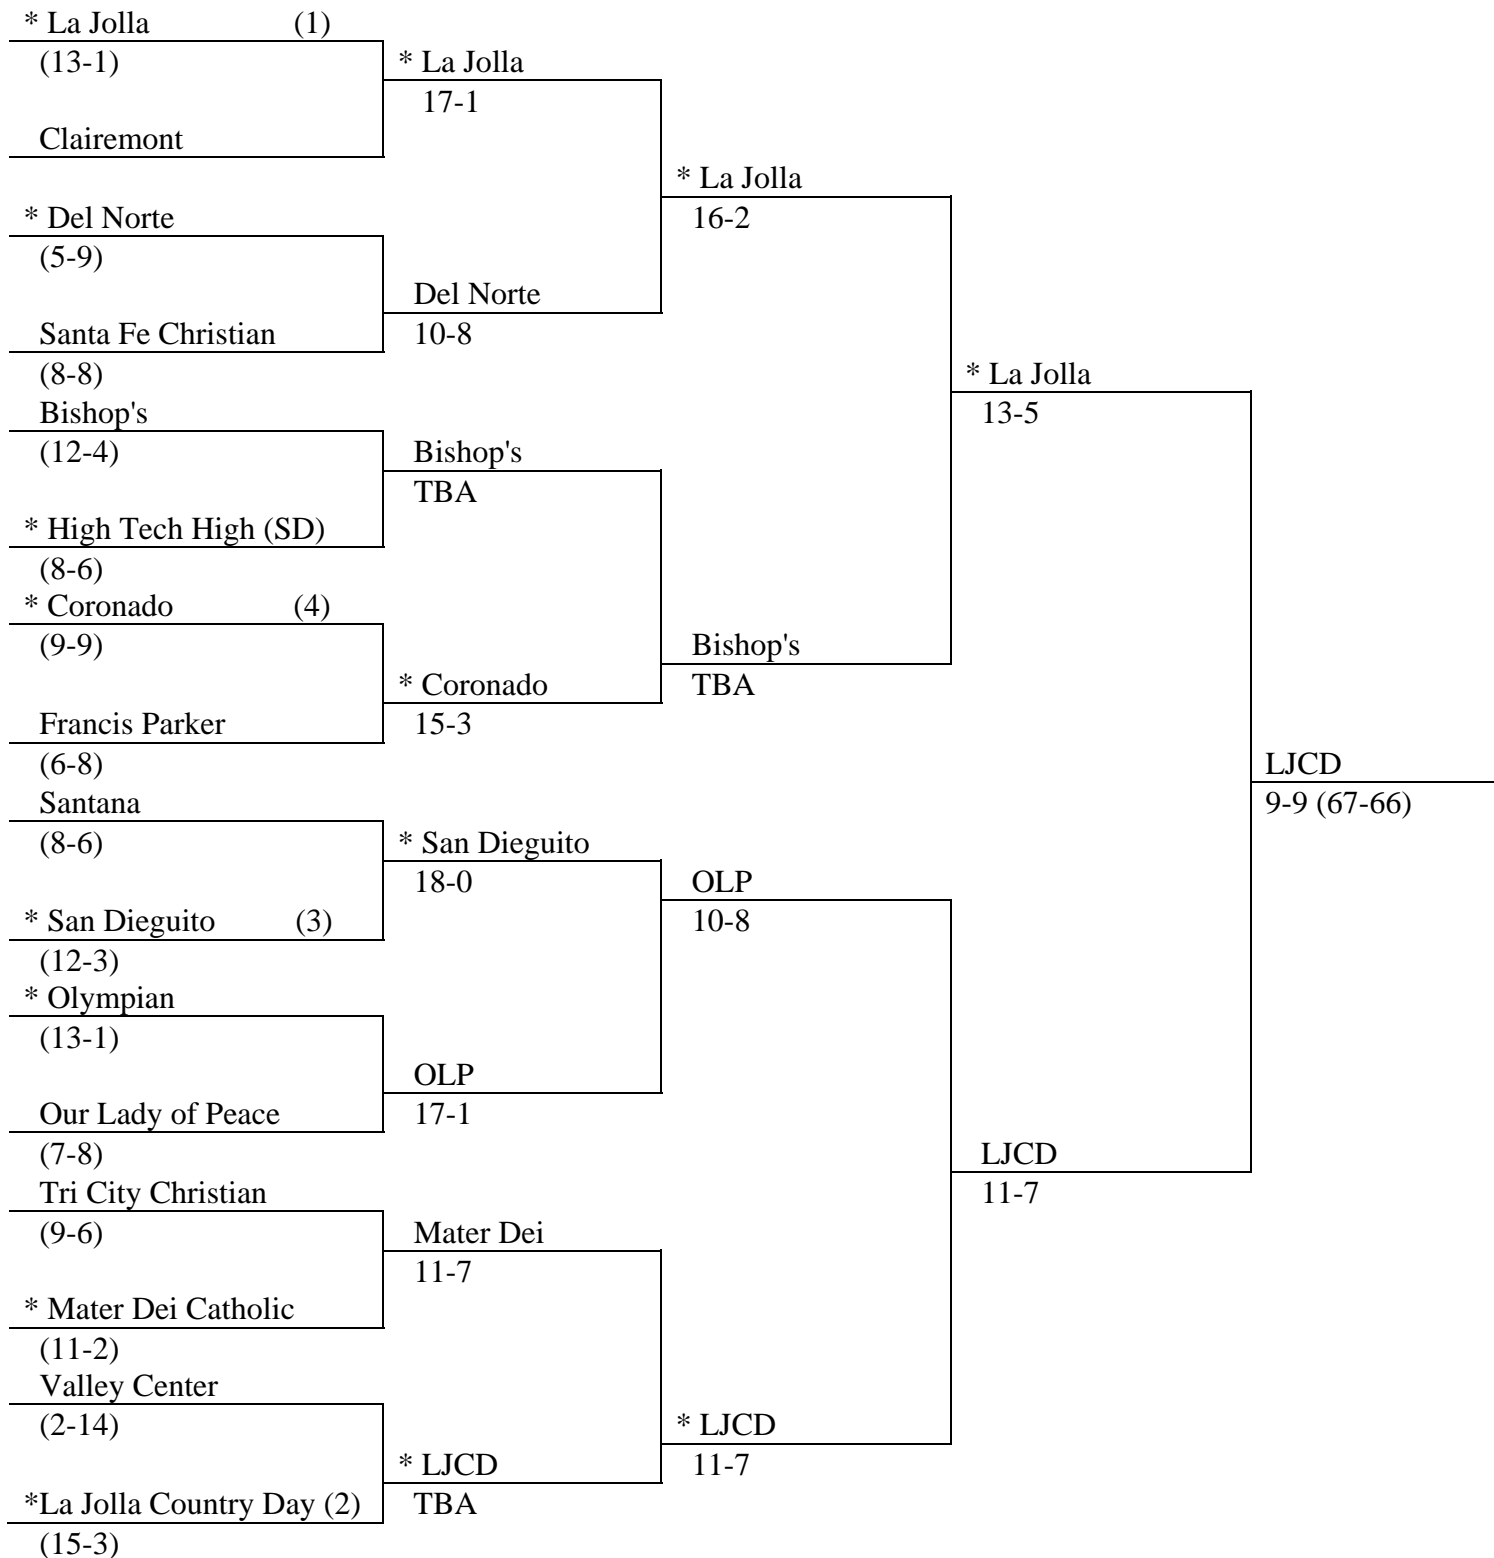 * La Jolla (1)
(13-1)
Clairemont
* Del Norte
(5-9)
Santa Fe Christian
(8-8)
Bishop's
(12-4)
* High Tech High (SD)
(8-6)
* Coronado (4)
(9-9)
Francis Parker
(6-8)
Santana
(8-6)
* San Dieguito (3)
(12-3)
* Olympian
(13-1)
Our Lady of Peace
(7-8)
Tri City Christian
(9-6)
* Mater Dei Catholic
(11-2)
Valley Center
(2-14)
*La Jolla Country Day (2)
(15-3)
* La Jolla
17-1
Del Norte
10-8
Bishop's
TBA
* Coronado
15-3
* San Dieguito
18-0
OLP
17-1
Mater Dei
11-7
* LJCD
TBA
* La Jolla
16-2
Bishop's
TBA
OLP
10-8
* LJCD
11-7
* La Jolla
13-5
LJCD
11-7
LJCD
9-9 (67-66)